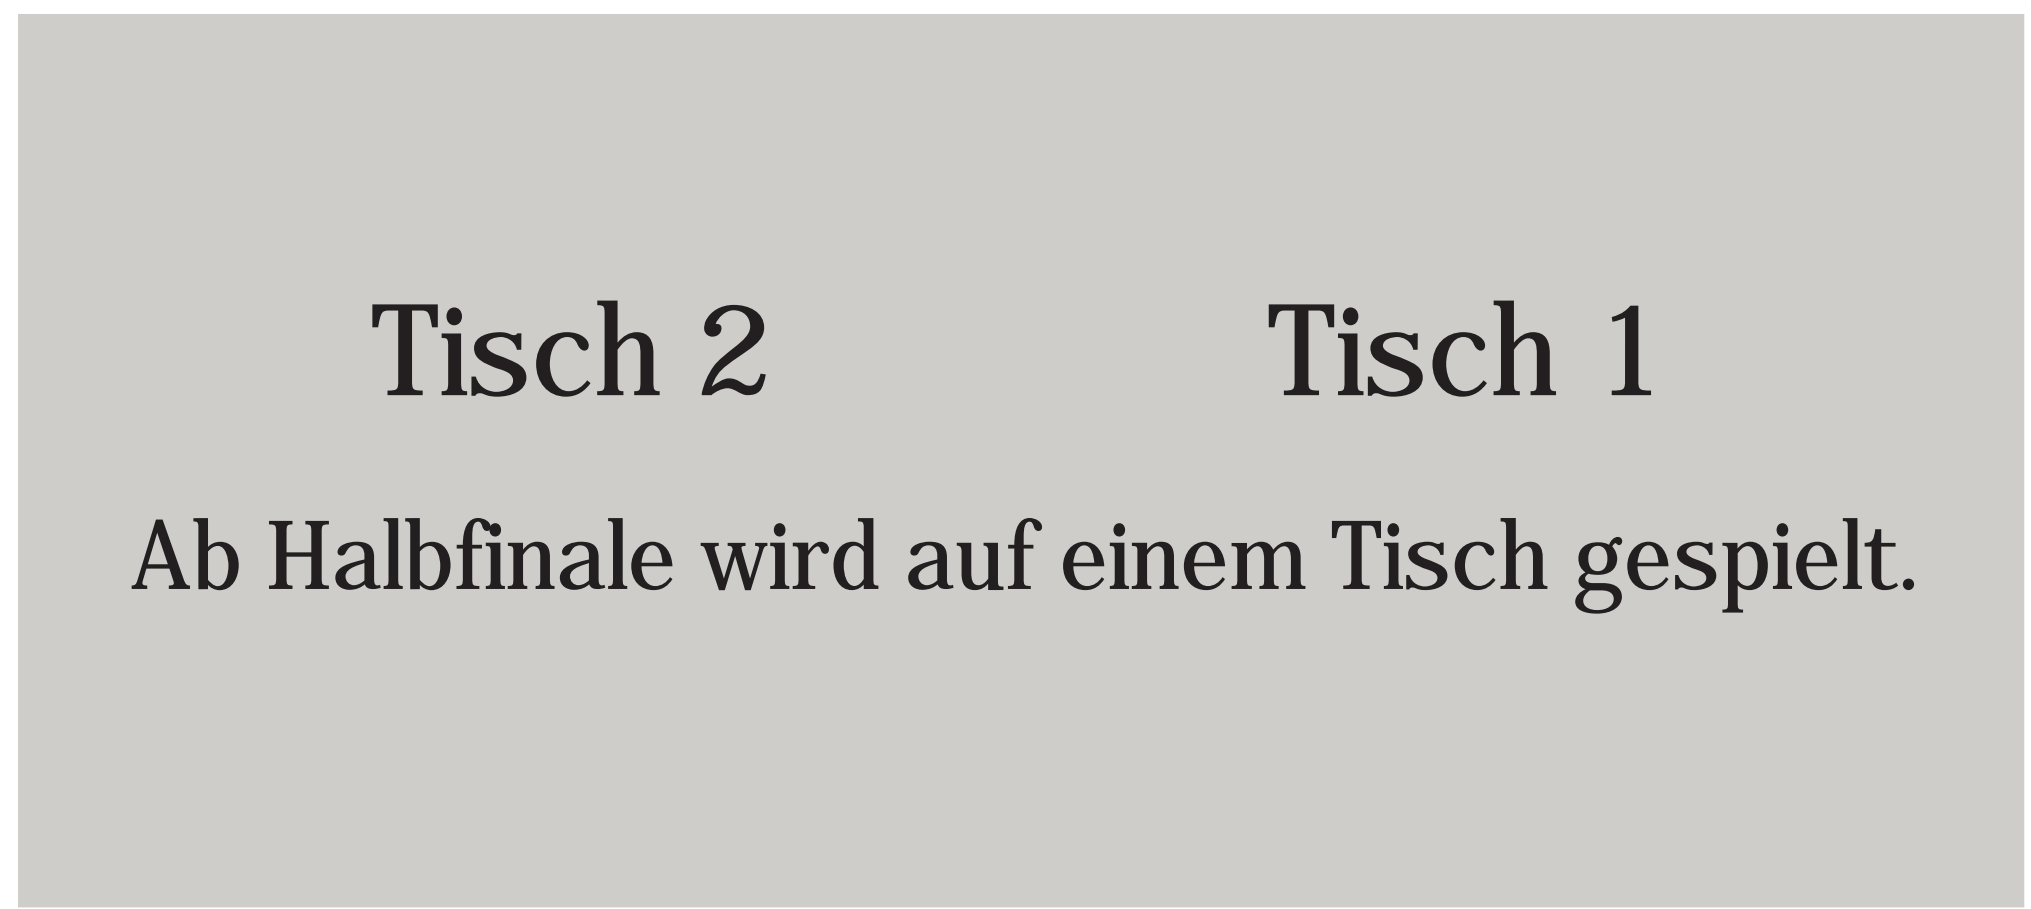 Tisch 2 Tisch 1
Ab Halbfinale wird auf einem Tisch gespielt.